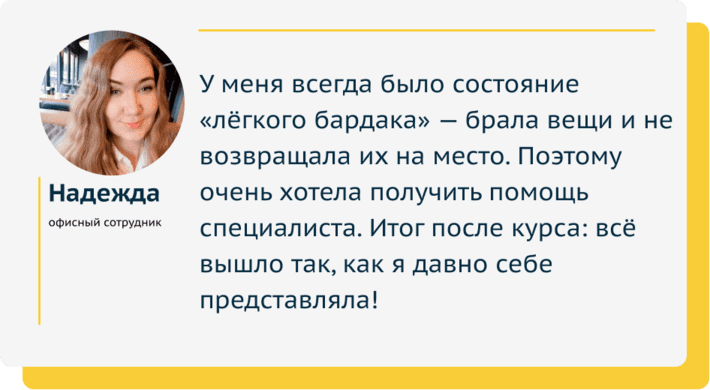 У меня всегда было состояние
«лёгкого бардака» — брала вещи и не
возвращала их на место. Поэтому
очень хотела получить помощь
специалиста. Итог после курса: всё
вышло так, как я давно себе
представляла!
Надежда
офисный сотрудник